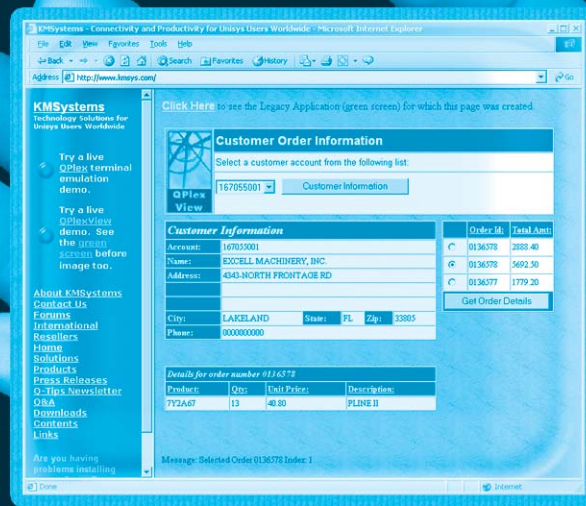 KMSystems - Connectivity and Productivity for Unisys Users Worldwide - Microsoft Internet Explorer
File Edit View Favorites Tools Help
Back Search Favorites History
Address http://www.kmsys.com/ Go
KMSystems
Technology Solutions for
Unisys Users Worldwide
Try a live
QPlex terminal
emulation
demo.
Try a live
QPlexView
demo. See
the green
screen before
image too.
About KMSystems
Contact Us
Forums
International
Resellers
Home
Solutions
Products
Press Releases
Q-Tips Newsletter
Q&A
Downloads
Contents
Links
Are you having
problems installing
Click Here to see the Legacy Application (green screen) for which this page was created.
QPlex
View
Customer Order Information
Select a customer account from the following list:
167055001 Customer Information
Customer Information
Account: 167055001
Name: EXCELL MACHINERY, INC.
Address: 4343-NORTH FRONTAGE RD
City: LAKELAND State: FL Zip: 33805
Phone: 0000000000
Order Id: Total Amt:
0136578 2888.40
0136578 5692.50
0136577 1779.20
Get Order Details
Details for order number 0136578
Product: Qty: Unit Price: Description:
7Y2A67 13 40.80 PLINE II
Message: Selected Order 0136578 Index: 1
Done Internet